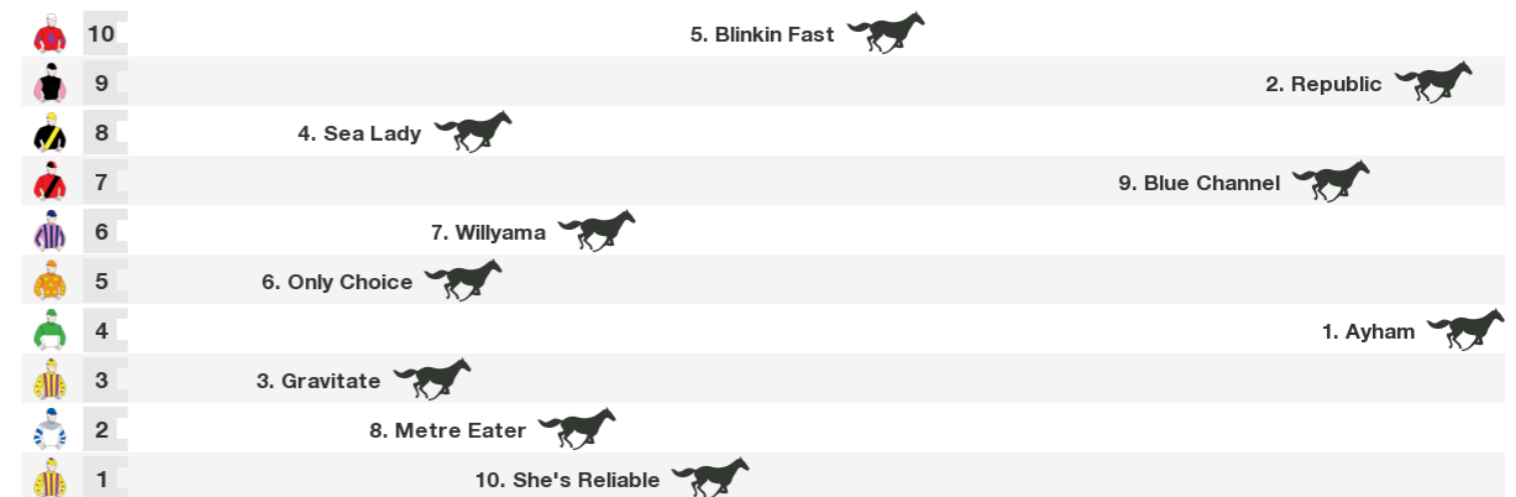 10 5. Blinkin Fast
9 2. Republic
8 4. Sea Lady
7 9. Blue Channel
6 7. Willyama
5 6. Only Choice
4 1. Ayham
3 3. Gravitate
2 8. Metre Eater
1 10. She's Reliable